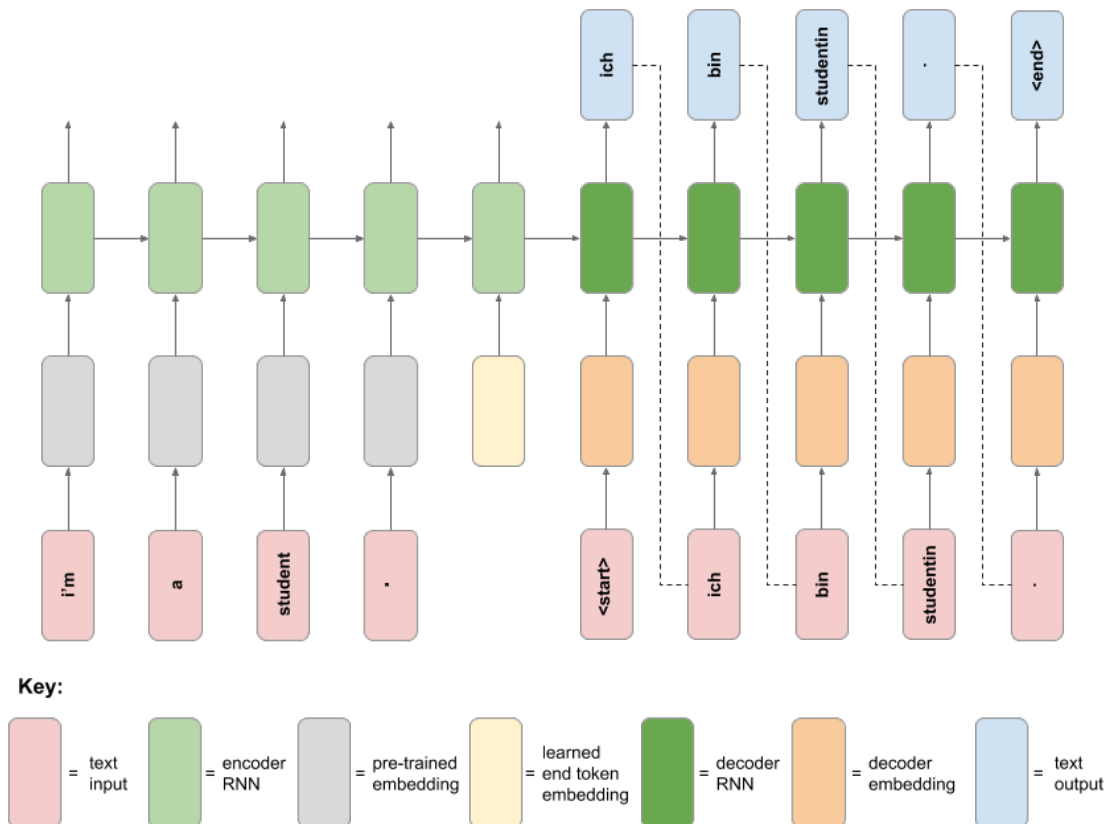 ich
bin
studentin
.
<end>
i'm
a
student
.
<start>
ich
bin
studentin
.
Key:
= text input
= encoder RNN
= pre-trained embedding
= learned end token embedding
= decoder RNN
= decoder embedding
= text output